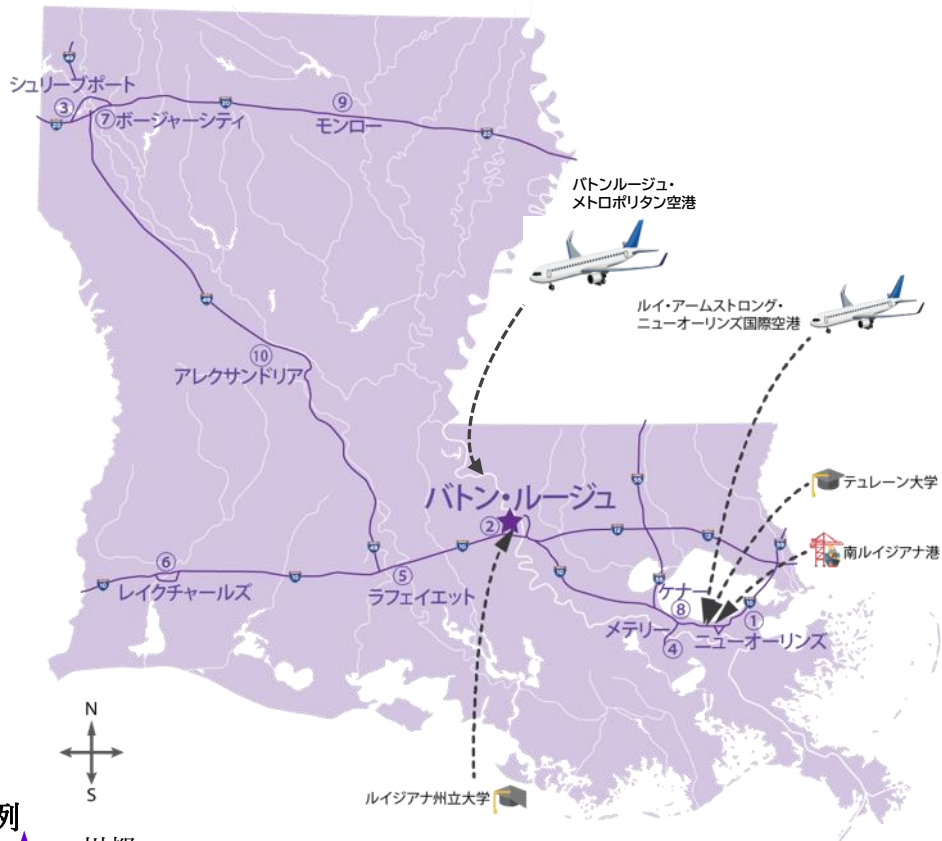 シュリーブポート
③
⑦ボージャーシティ
⑨
モンロー
バトンルージュ・
メトロポリタン空港
ルイ・アームストロング・
ニューオーリンズ国際空港
⑩
アレクサンドリア
バトン・ルージュ
②
テュレーン大学
南ルイジアナ港
⑥
レイクチャールズ
⑤
ラフェイエット
ケナー
⑧
①
メテリー
④
ニューオーリンズ
N
S
ルイジアナ州立大学
列